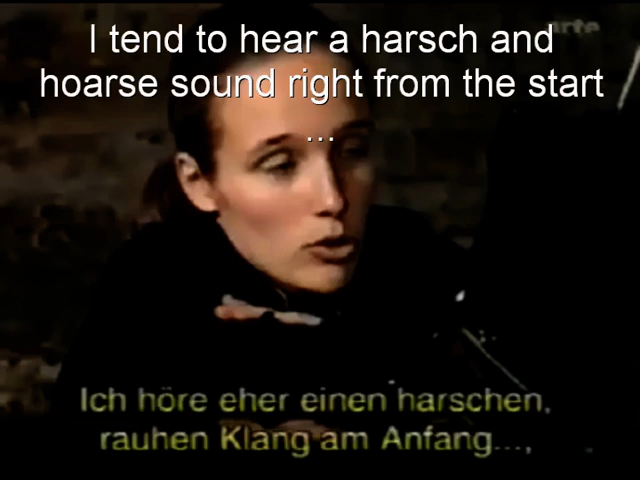 arte
I tend to hear a harsch and
hoarse sound right from the start
...
Ich höre eher einen harschen,
rauhen Klang am Anfang...,